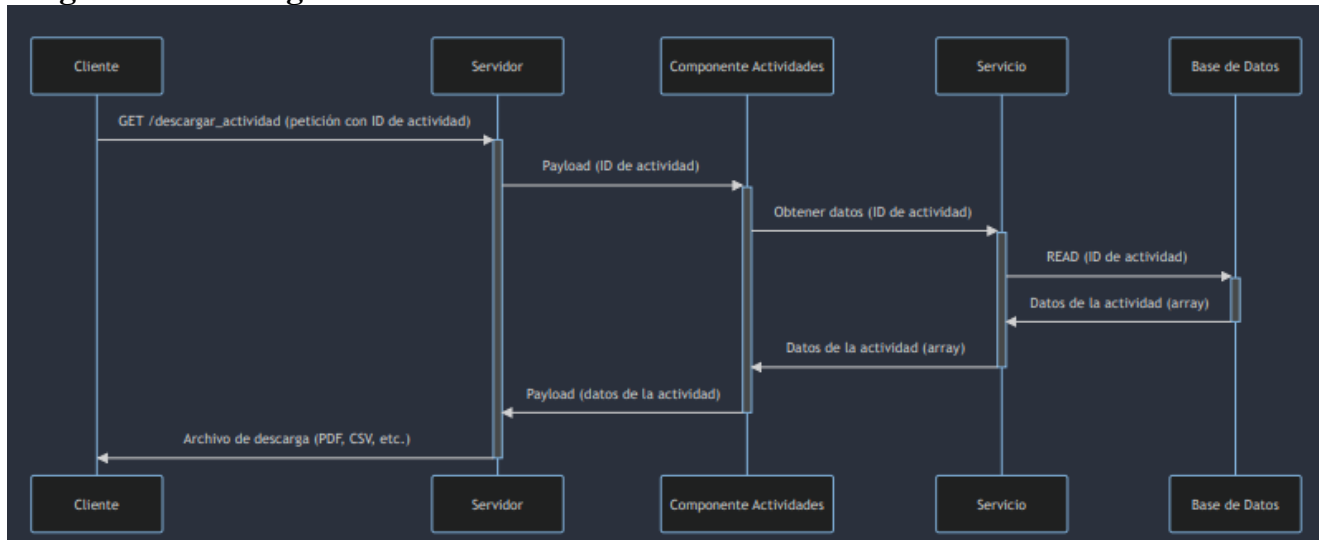 Cliente
Servidor
Componente Actividades
Servicio
Base de Datos
GET /descargar_actividad (petición con ID de actividad)
Payload (ID de actividad)
Obtener datos (ID de actividad)
READ (ID de actividad)
Datos de la actividad (array)
Datos de la actividad (array)
Payload (datos de la actividad)
Archivo de descarga (PDF, CSV, etc.)
Cliente
Servidor
Componente Actividades
Servicio
Base de Datos